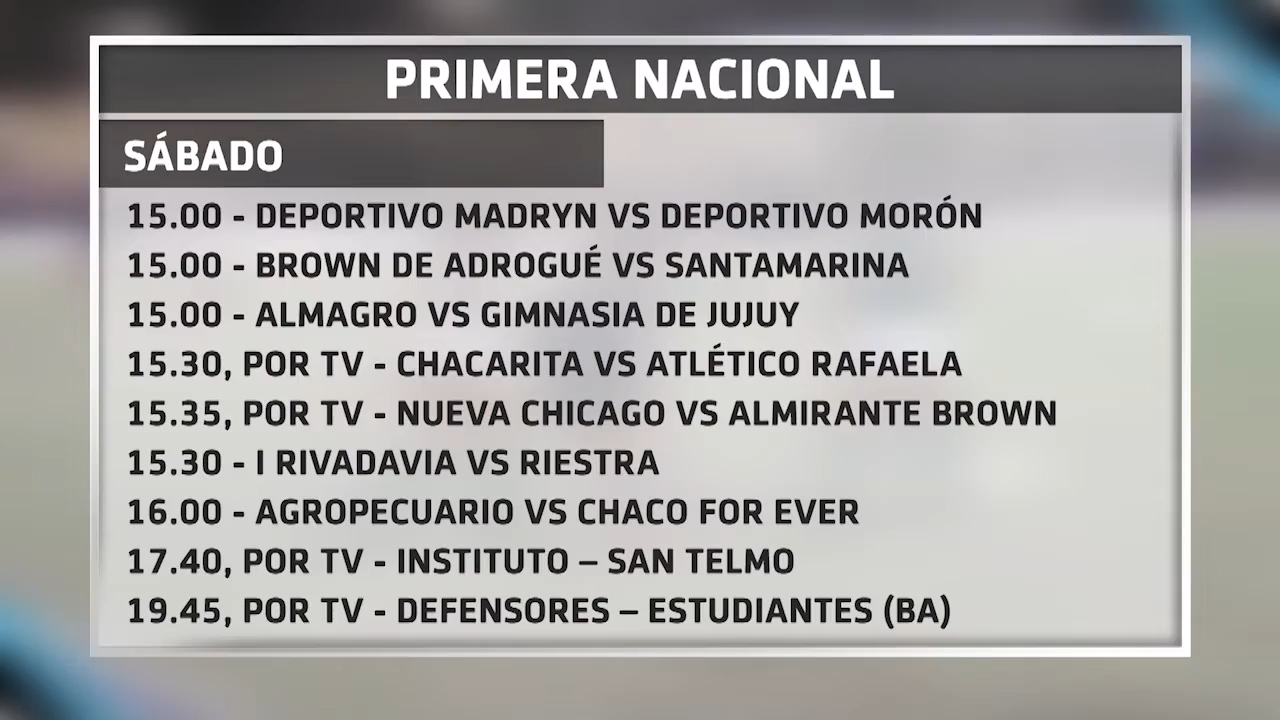 PRIMERA NACIONAL
SÁBADO
15.00 - DEPORTIVO MADRYN VS DEPORTIVO MORÓN
15.00 - BROWN DE ADROGUÉ VS SANTAMARINA
15.00 - ALMAGRO VS GIMNASIA DE JUJUY
15.30, POR TV - CHACARITA VS ATLÉTICO RAFAELA
15.35, POR TV - NUEVA CHICAGO VS ALMIRANTE BROWN
15.30 - I RIVADAVIA VS RIESTRA
16.00 - AGROPECUARIO VS CHACO FOR EVER
17.40, POR TV - INSTITUTO – SAN TELMO
19.45, POR TV - DEFENSORES – ESTUDIANTES (BA)